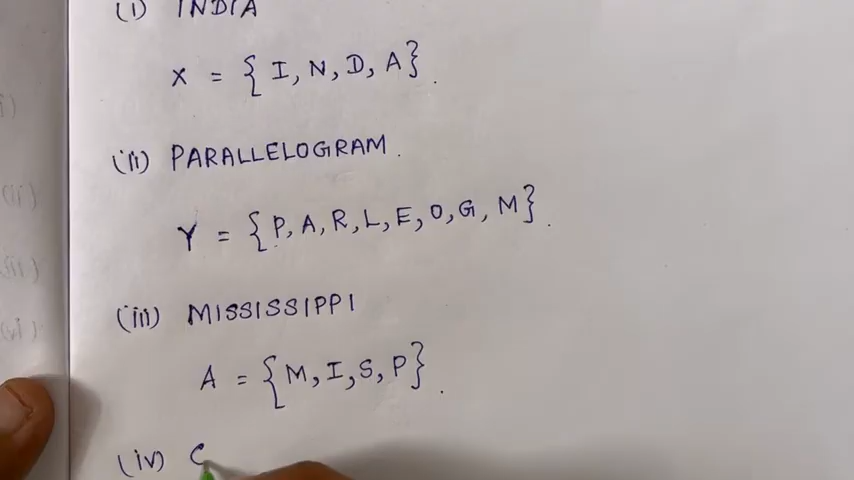 (i) INDIA
X = { I, N, D, A } .
(ii) PARALLELOGRAM .
Y = { P, A, R, L, E, O, G, M } .
(iii) MISSISSIPPI
A = { M, I, S, P } .
(iv) C